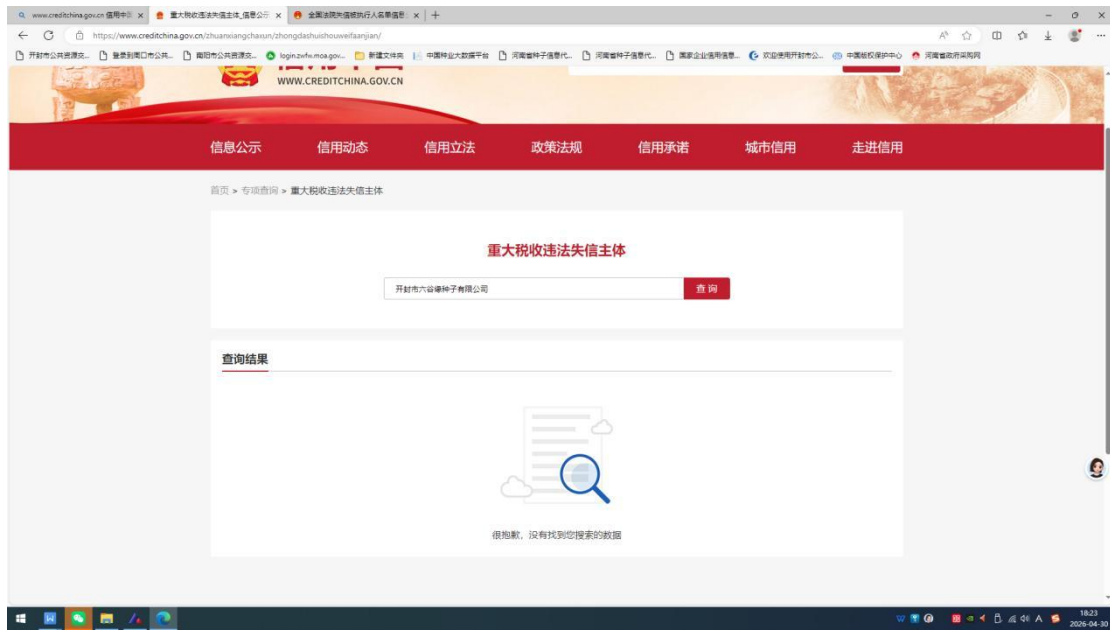 www.creditchina.gov.cn 信用中国
重大税收违法失信主体_信息公示
全国法院失信被执行人名单信息
https://www.creditchina.gov.cn/zhuanxiangchaxun/zhongdashuishouweifaanjian/
开封市公共资源交...
登录到周口市公共...
南阳市公共资源交...
login.zwfw.moa.gov...
新建文件夹
中国种业大数据平台
河南省种子信息化...
河南省种子信息化...
国家企业信用信息...
欢迎使用开封市公...
中国版权保护中心
河南省政府采购网
WWW.CREDITCHINA.GOV.CN
信息公示
信用动态
信用立法
政策法规
信用承诺
城市信用
走进信用
首页 > 专项查询 > 重大税收违法失信主体
重大税收违法失信主体
开封市六谷缘种子有限公司
查询
查询结果
很抱歉，没有找到您搜索的数据
18:23
2026-04-30